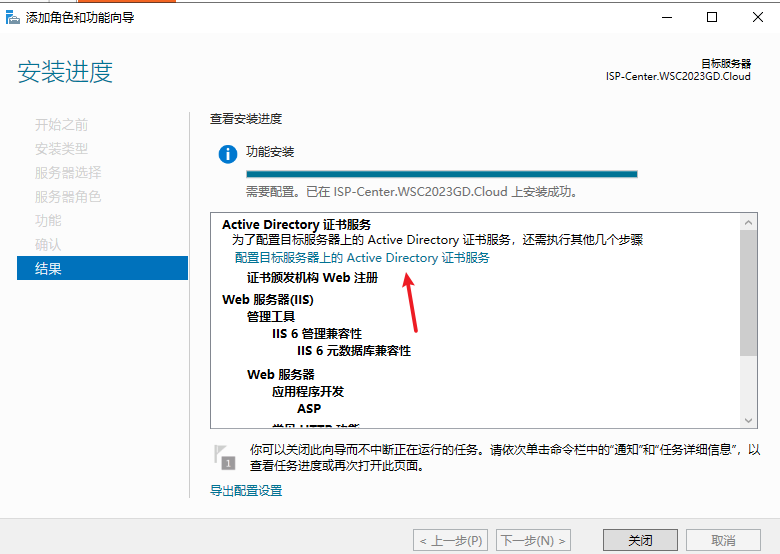 添加角色和功能向导
安装进度
目标服务器
ISP-Center.WSC2023GD.Cloud
开始之前
安装类型
服务器选择
服务器角色
功能
确认
结果
查看安装进度
功能安装
需要配置。已在 ISP-Center.WSC2023GD.Cloud 上安装成功。
Active Directory 证书服务
为了配置目标服务器上的 Active Directory 证书服务，还需执行其他几个步骤
配置目标服务器上的 Active Directory 证书服务
证书颁发机构 Web 注册
Web 服务器(IIS)
管理工具
IIS 6 管理兼容性
IIS 6 元数据库兼容性
Web 服务器
应用程序开发
ASP
常见 HTTP 功能
1
你可以关闭此向导而不中断正在运行的任务。请依次单击命令栏中的“通知”和“任务详细信息”，以
查看任务进度或再次打开此页面。
导出配置设置
< 上一步(P)
下一步(N) >
关闭
取消